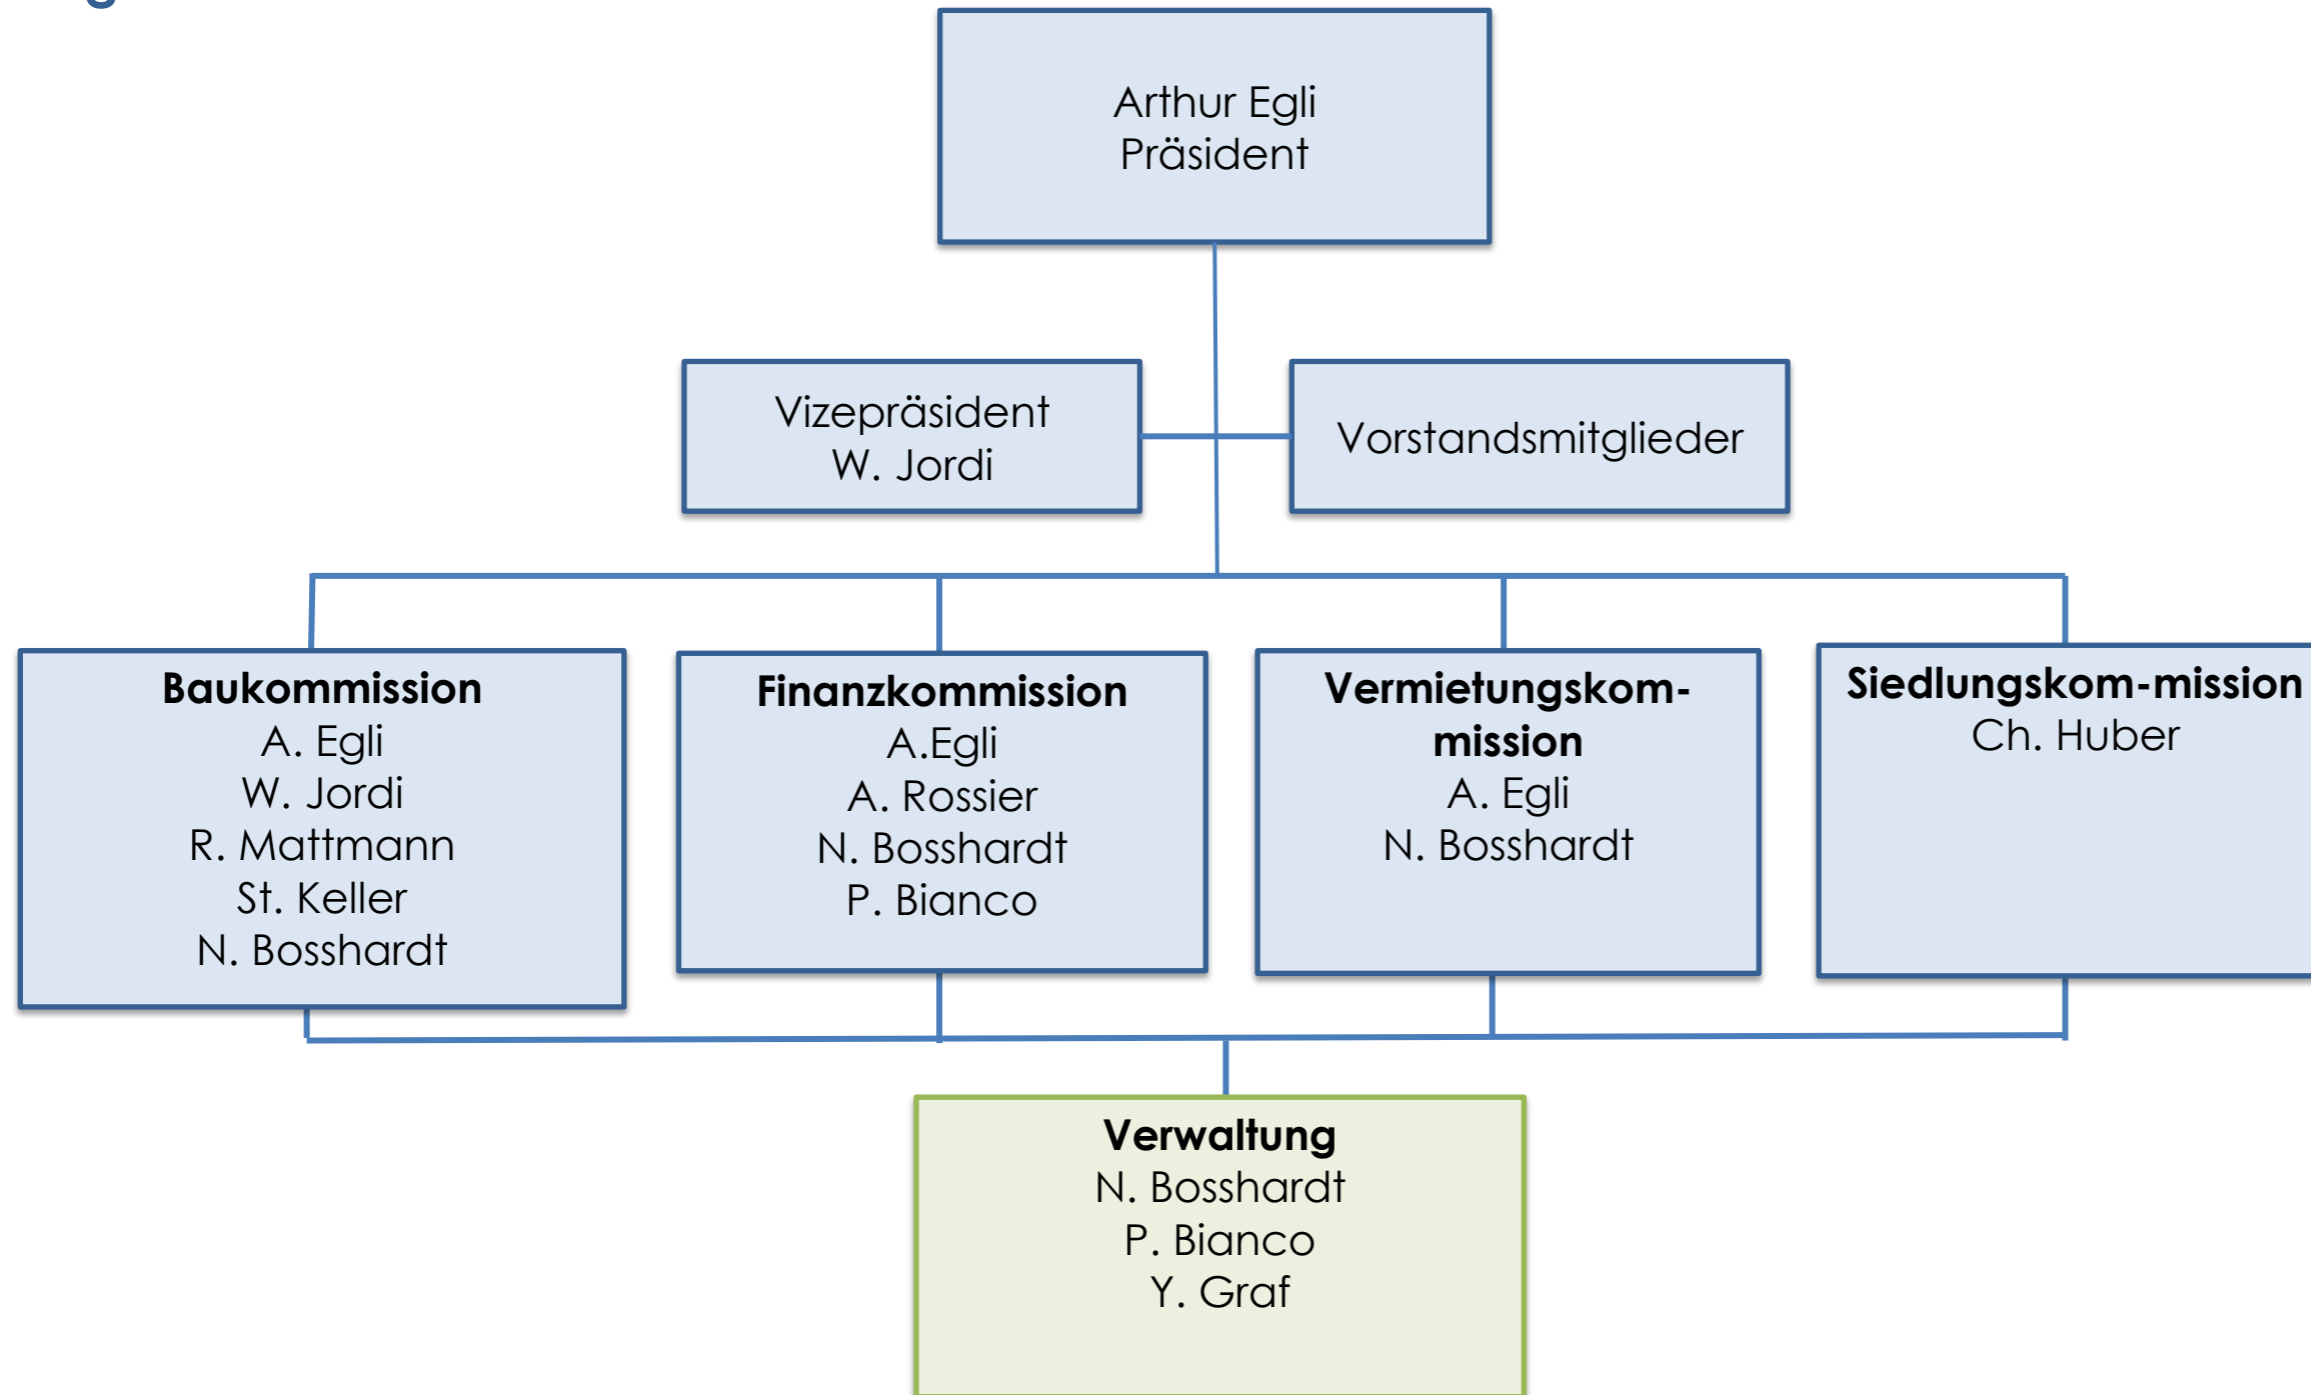 Arthur Egli
Präsident
Vizepräsident
W. Jordi
Vorstandsmitglieder
Baukommission
A. Egli
W. Jordi
R. Mattmann
St. Keller
N. Bosshardt
Finanzkommission
A.Egli
A. Rossier
N. Bosshardt
P. Bianco
Vermietungskom-
mission
A. Egli
N. Bosshardt
Siedlungskom-mission
Ch. Huber
Verwaltung
N. Bosshardt
P. Bianco
Y. Graf